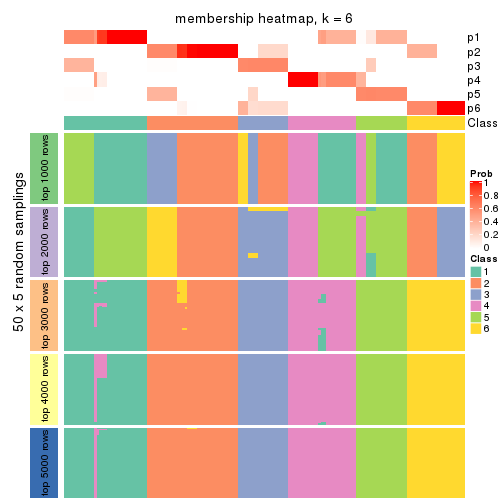 membership heatmap, k = 6
p1
p2
p3
p4
p5
p6
Class
50 x 5 random samplings
top 1000 rows
top 2000 rows
top 3000 rows
top 4000 rows
top 5000 rows
Prob
1
0.8
0.6
0.4
0.2
0
Class
1
2
3
4
5
6